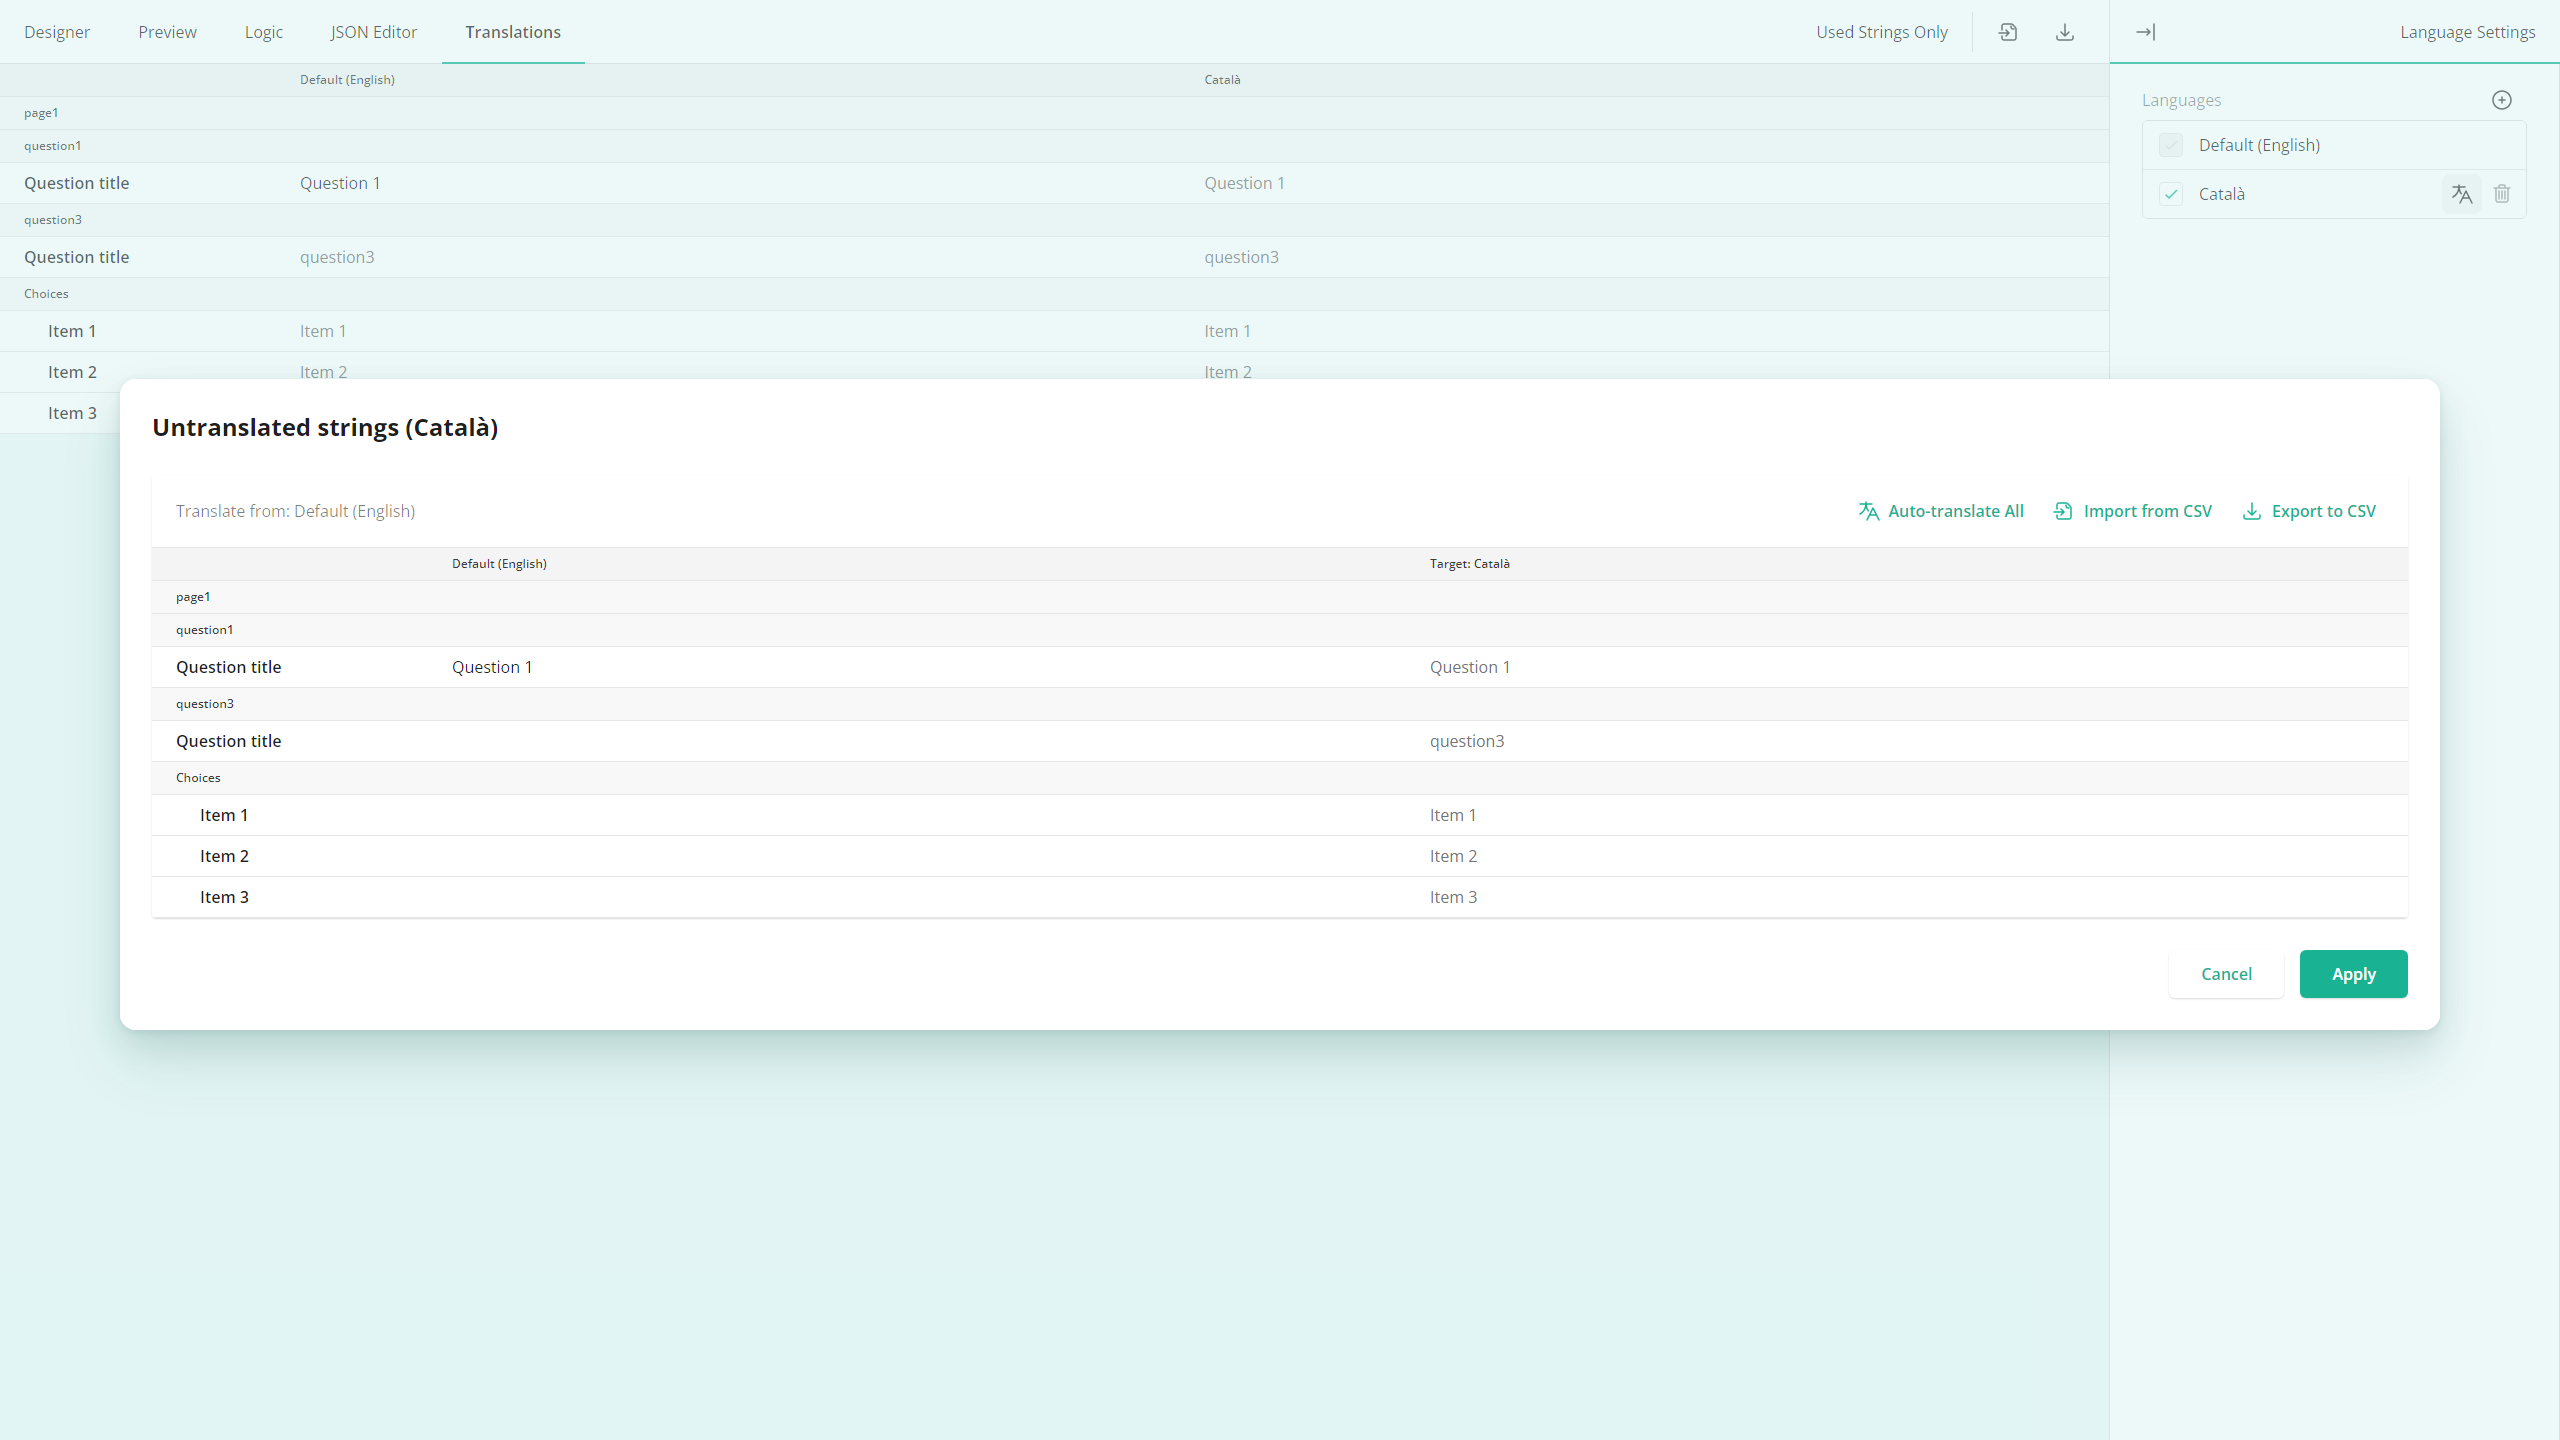 Designer Preview Logic JSON Editor Translations Used Strings Only Language Settings
Default (English) Català
page1
question1
Question title Question 1 Question 1
question3
Question title question3 question3
Choices
Item 1 Item 1 Item 1
Item 2 Item 2 Item 2
Item 3
Languages
Default (English)
Català
Untranslated strings (Català)
Translate from: Default (English) Auto-translate All Import from CSV Export to CSV
Default (English) Target: Català
page1
question1
Question title Question 1 Question 1
question3
Question title question3
Choices
Item 1 Item 1
Item 2 Item 2
Item 3 Item 3
Cancel Apply